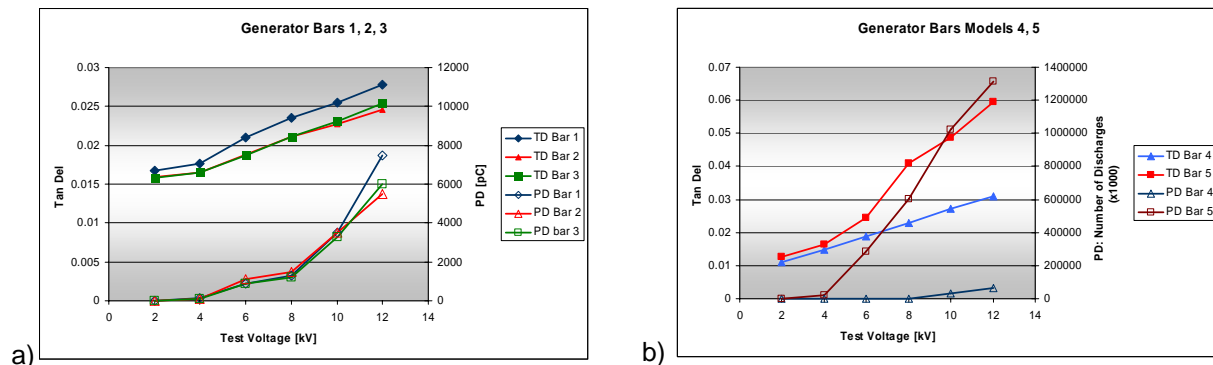 Generator Bars 1, 2, 3
0.03
0.025
0.02
0.015
0.01
0.005
0
Tan Del
12000
10000
8000
6000
4000
2000
0
PD [pC]
0 2 4 6 8 10 12 14
Test Voltage [kV]
TD Bar 1
TD Bar 2
TD Bar 3
PD Bar 1
PD Bar 2
PD bar 3
a)
Generator Bars Models 4, 5
0.07
0.06
0.05
0.04
0.03
0.02
0.01
0
Tan Del
1400000
1200000
1000000
800000
600000
400000
200000
0
PD: Number of Discharges
(x1000)
0 2 4 6 8 10 12 14
Test Voltage [kV]
TD Bar 4
TD Bar 5
PD Bar 4
PD Bar 5
b)